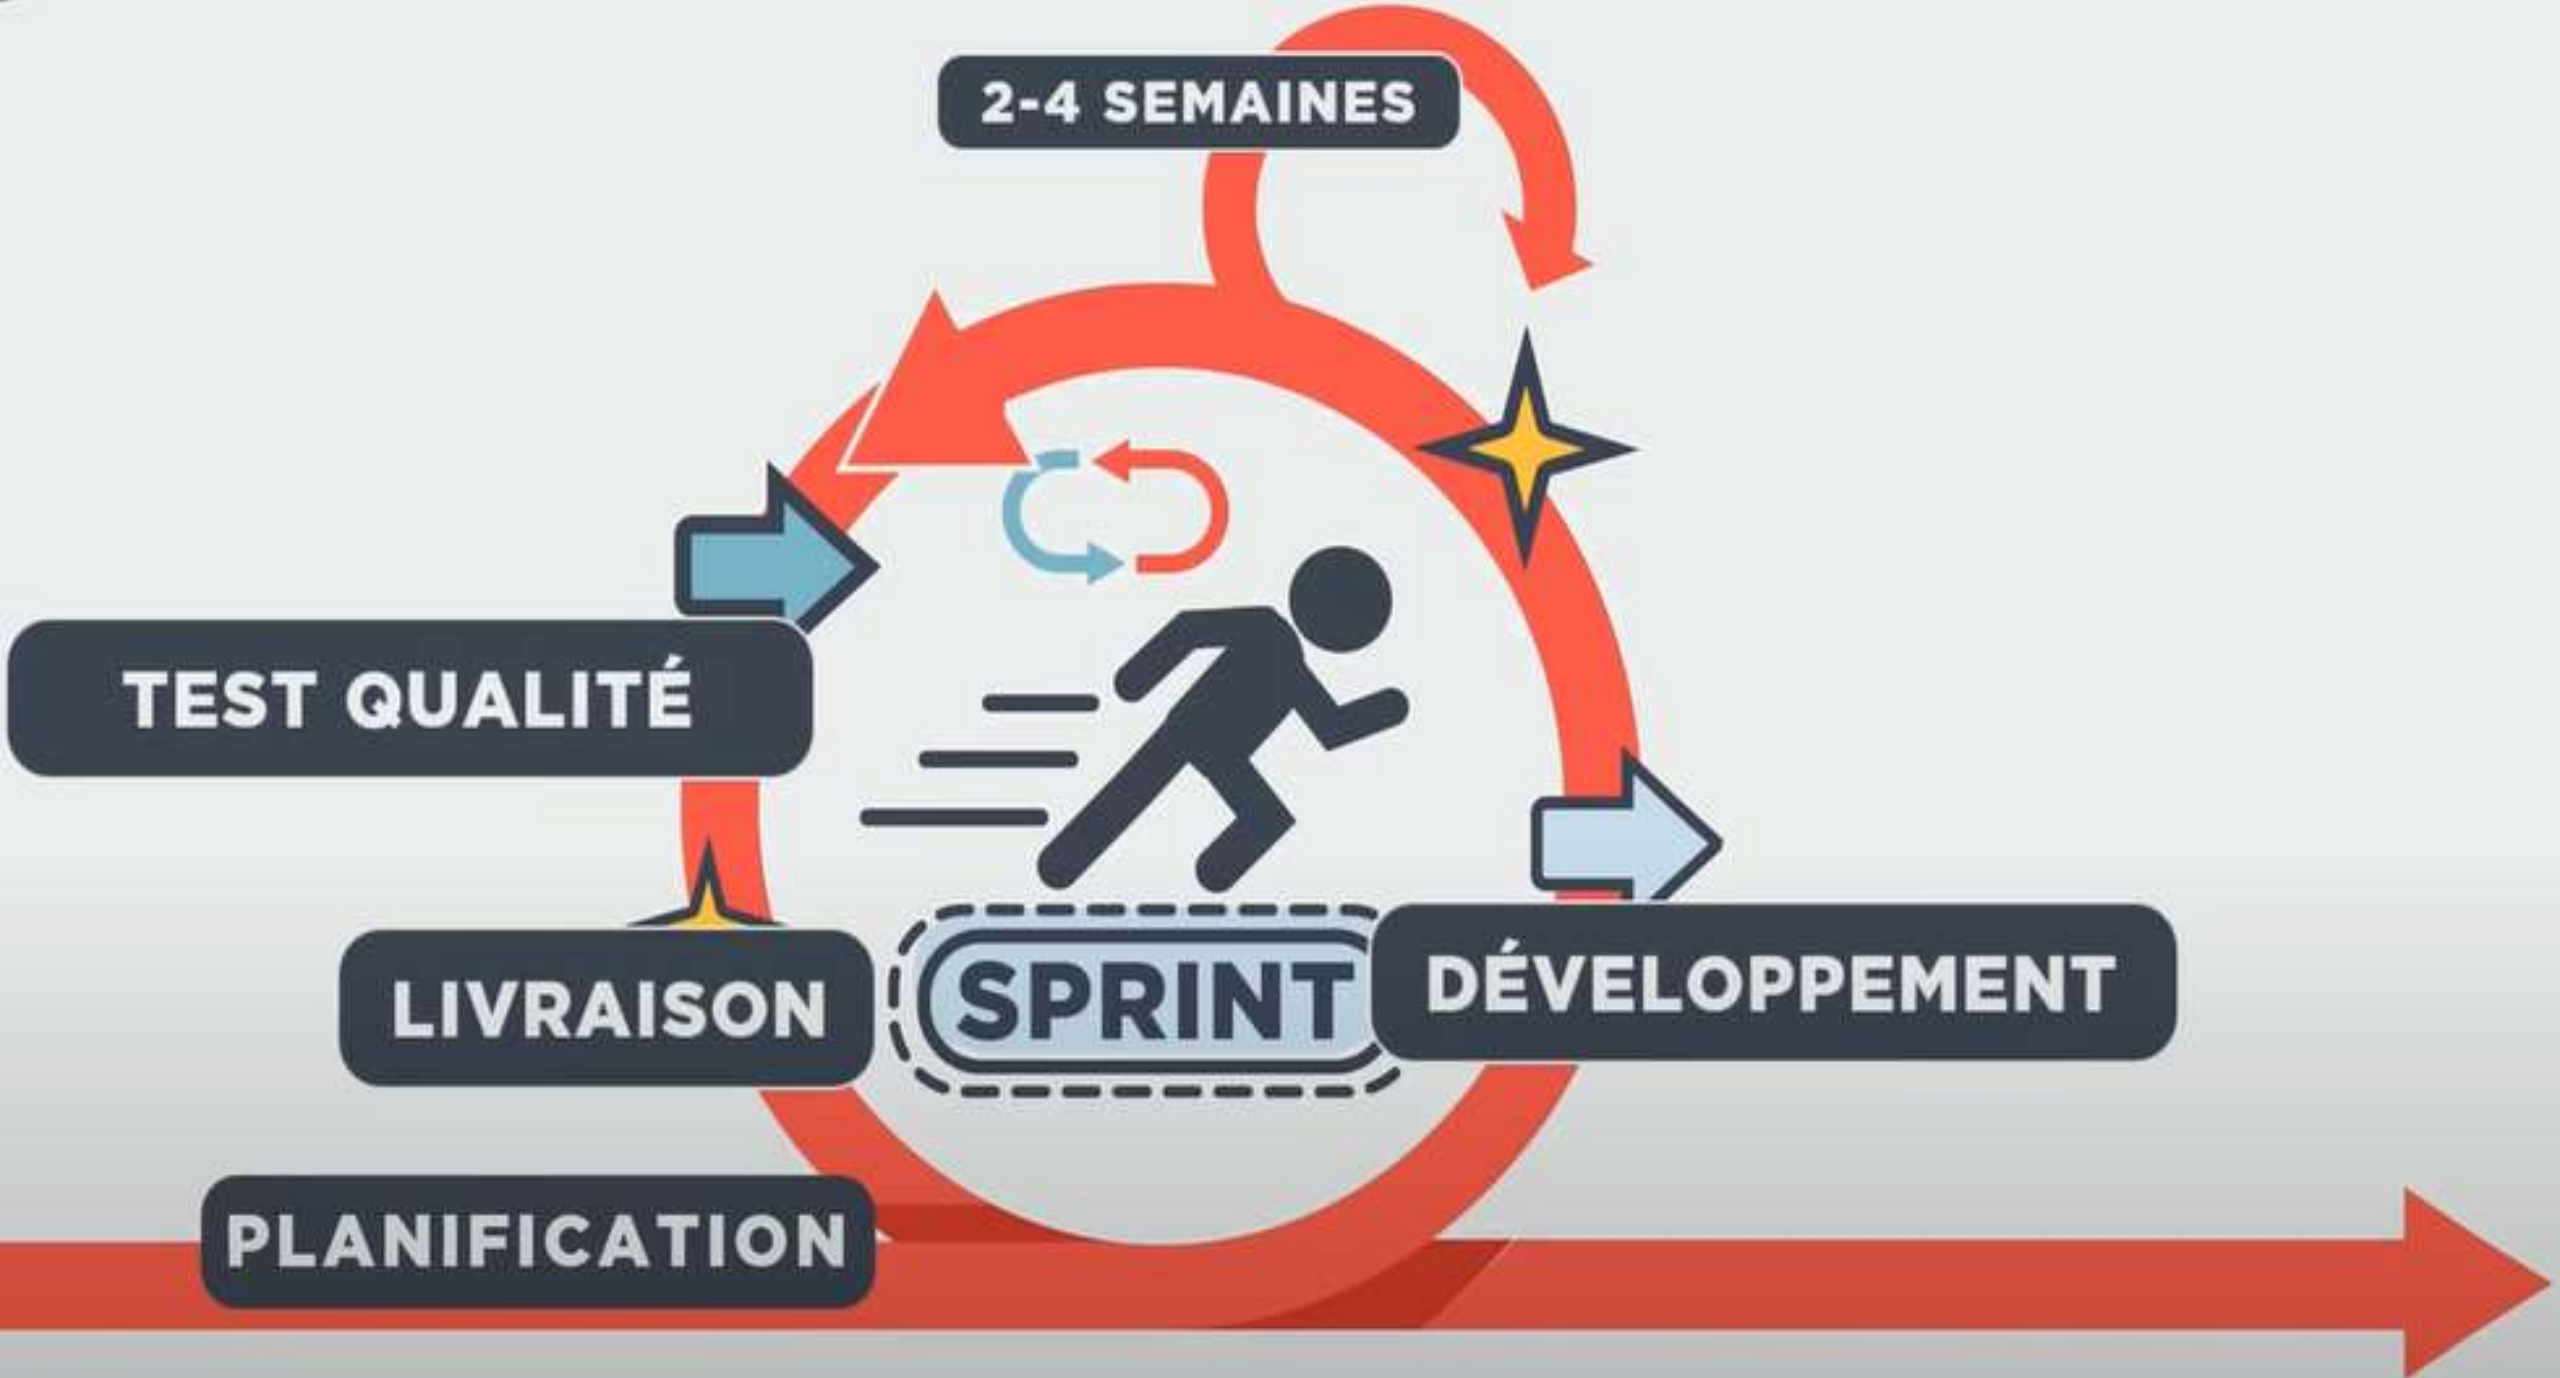 2-4 SEMAINES
TEST QUALITÉ
LIVRAISON
SPRINT
DÉVELOPPEMENT
PLANIFICATION